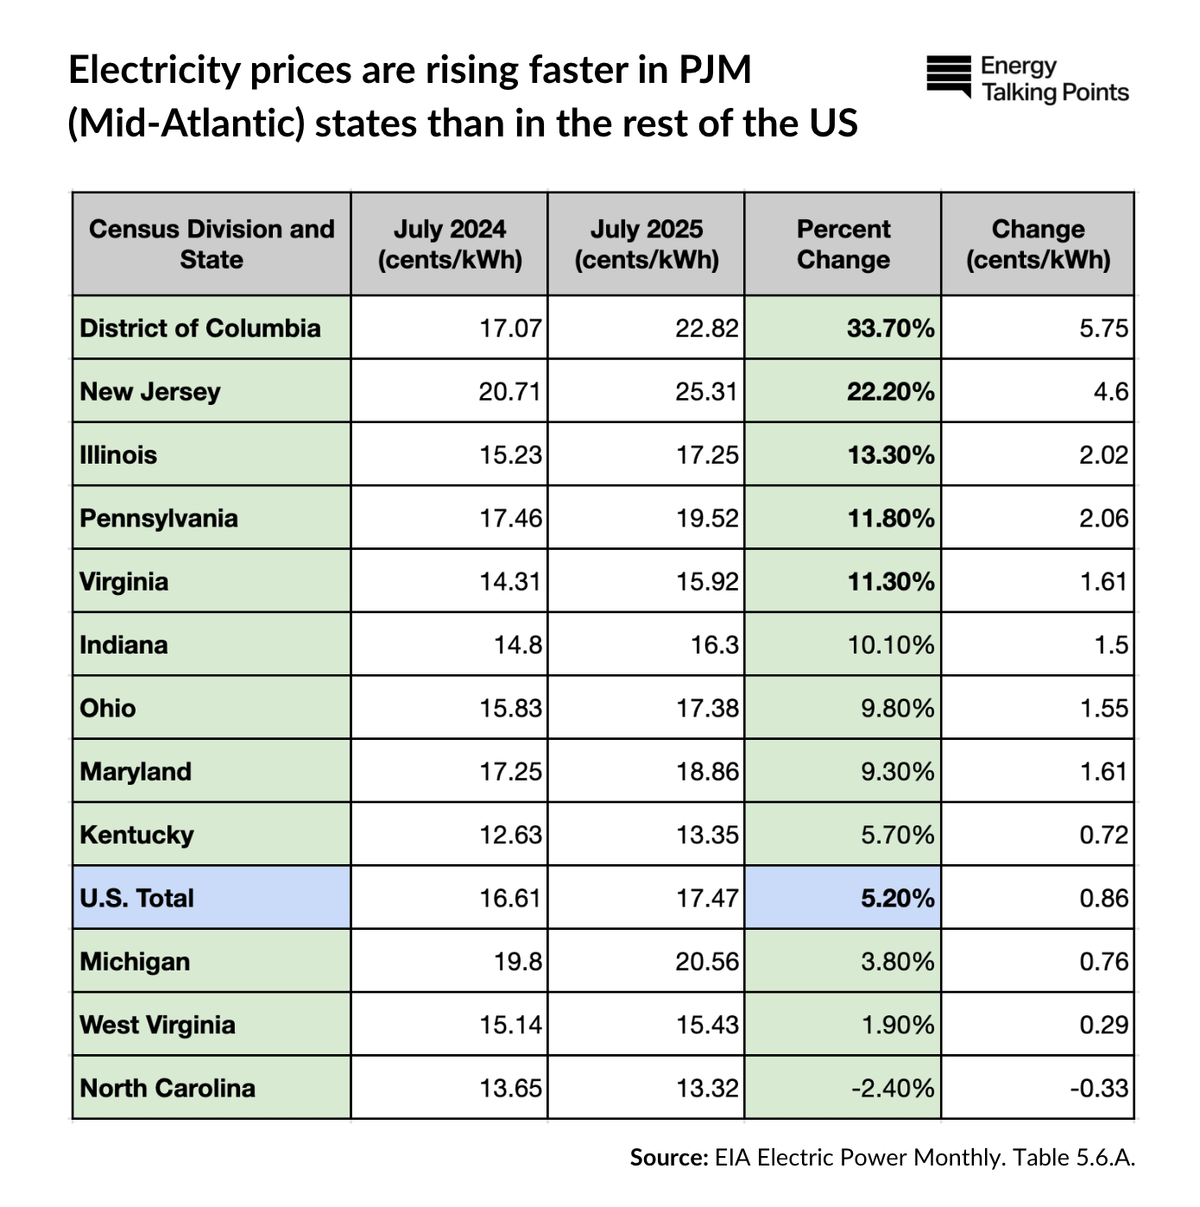 Electricity prices are rising faster in PJM
(Mid-Atlantic) states than in the rest of the US
Energy
Talking Points
Census Division and State | July 2024 (cents/kWh) | July 2025 (cents/kWh) | Percent Change | Change (cents/kWh)
District of Columbia 17.07 22.82 33.70% 5.75
New Jersey 20.71 25.31 22.20% 4.6
Illinois 15.23 17.25 13.30% 2.02
Pennsylvania 17.46 19.52 11.80% 2.06
Virginia 14.31 15.92 11.30% 1.61
Indiana 14.8 16.3 10.10% 1.5
Ohio 15.83 17.38 9.80% 1.55
Maryland 17.25 18.86 9.30% 1.61
Kentucky 12.63 13.35 5.70% 0.72
U.S. Total 16.61 17.47 5.20% 0.86
Michigan 19.8 20.56 3.80% 0.76
West Virginia 15.14 15.43 1.90% 0.29
North Carolina 13.65 13.32 -2.40% -0.33
Source: EIA Electric Power Monthly. Table 5.6.A.